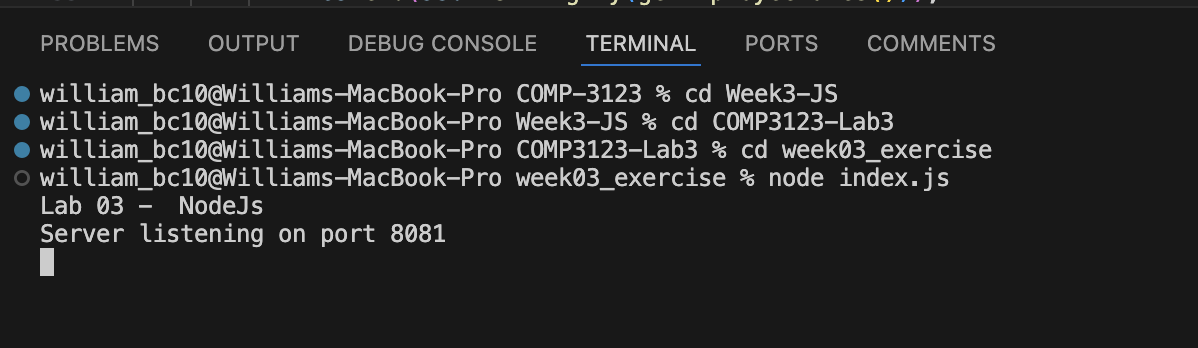 PROBLEMS OUTPUT DEBUG CONSOLE TERMINAL PORTS COMMENTS
william_bc10@Williams-MacBook-Pro COMP-3123 % cd Week3-JS
william_bc10@Williams-MacBook-Pro Week3-JS % cd COMP3123-Lab3
william_bc10@Williams-MacBook-Pro COMP3123-Lab3 % cd week03_exercise
william_bc10@Williams-MacBook-Pro week03_exercise % node index.js
Lab 03 -  NodeJs
Server listening on port 8081